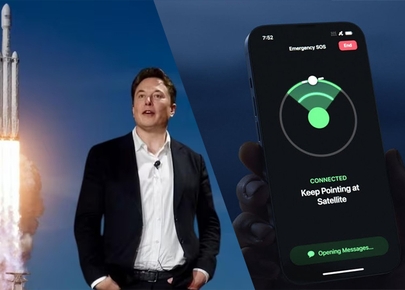 7:52
Emergency SOS
End
CONNECTED
Keep Pointing at
Satellite
Opening Messages...